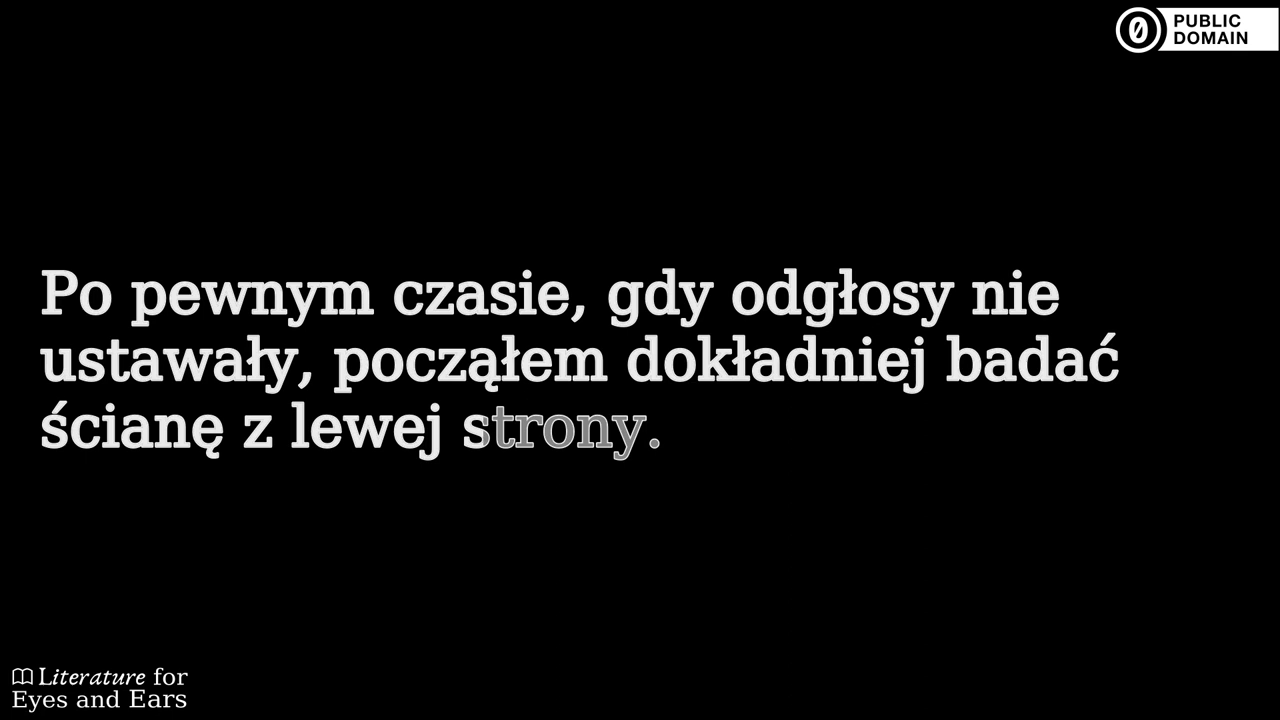 PUBLIC
DOMAIN
Po pewnym czasie, gdy odgłosy nie
ustawały, począłem dokładniej badać
ścianę z lewej strony.
Literature for
Eyes and Ears